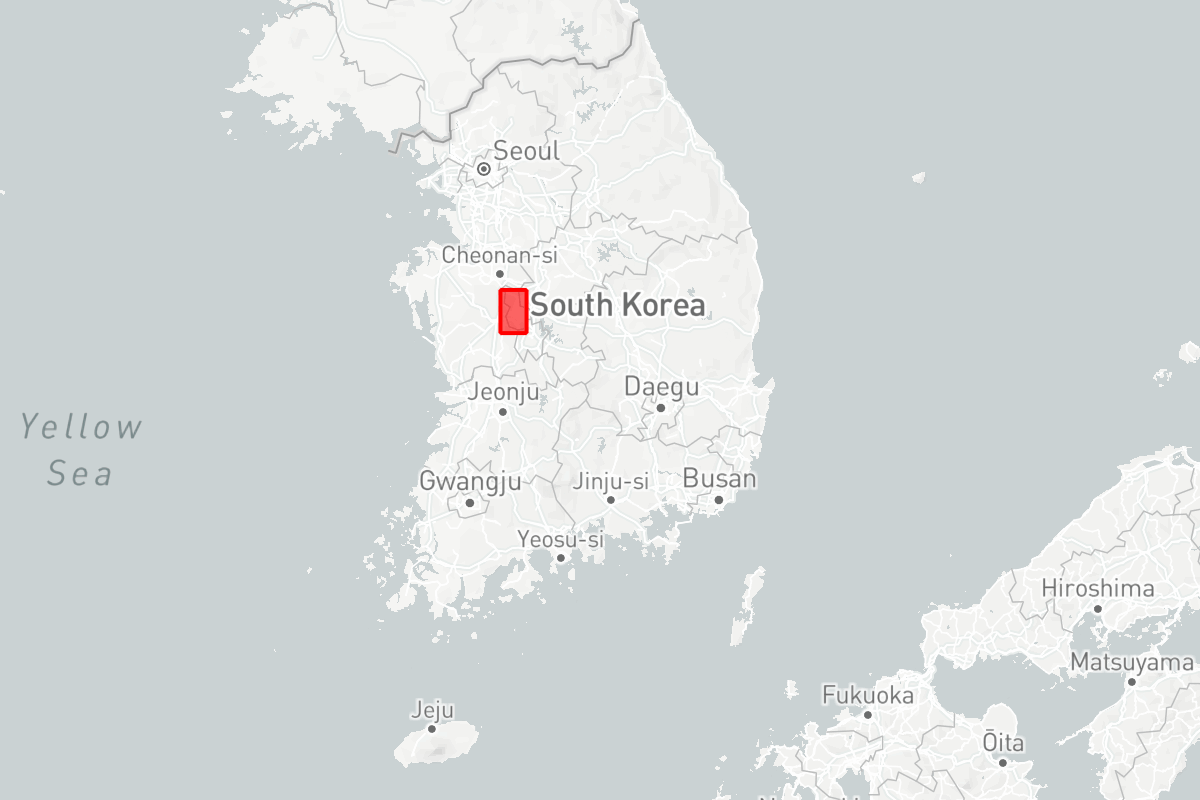 Seoul
Cheonan-si
South Korea
Jeonju
Daegu
Yellow
Sea
Gwangju
Jinju-si
Busan
Yeosu-si
Hiroshima
Matsuyama
Fukuoka
Jeju
Ōita